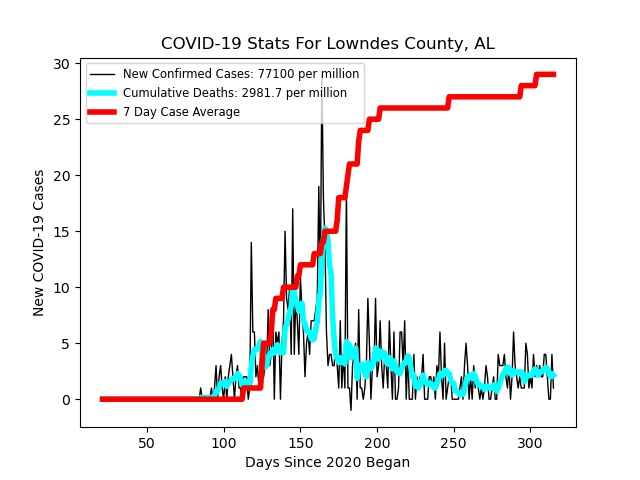 COVID-19 Stats For Lowndes County, AL
New Confirmed Cases: 77100 per million
Cumulative Deaths: 2981.7 per million
7 Day Case Average
New COVID-19 Cases
30
25
20
15
10
5
0
50
100
150
200
250
300
Days Since 2020 Began